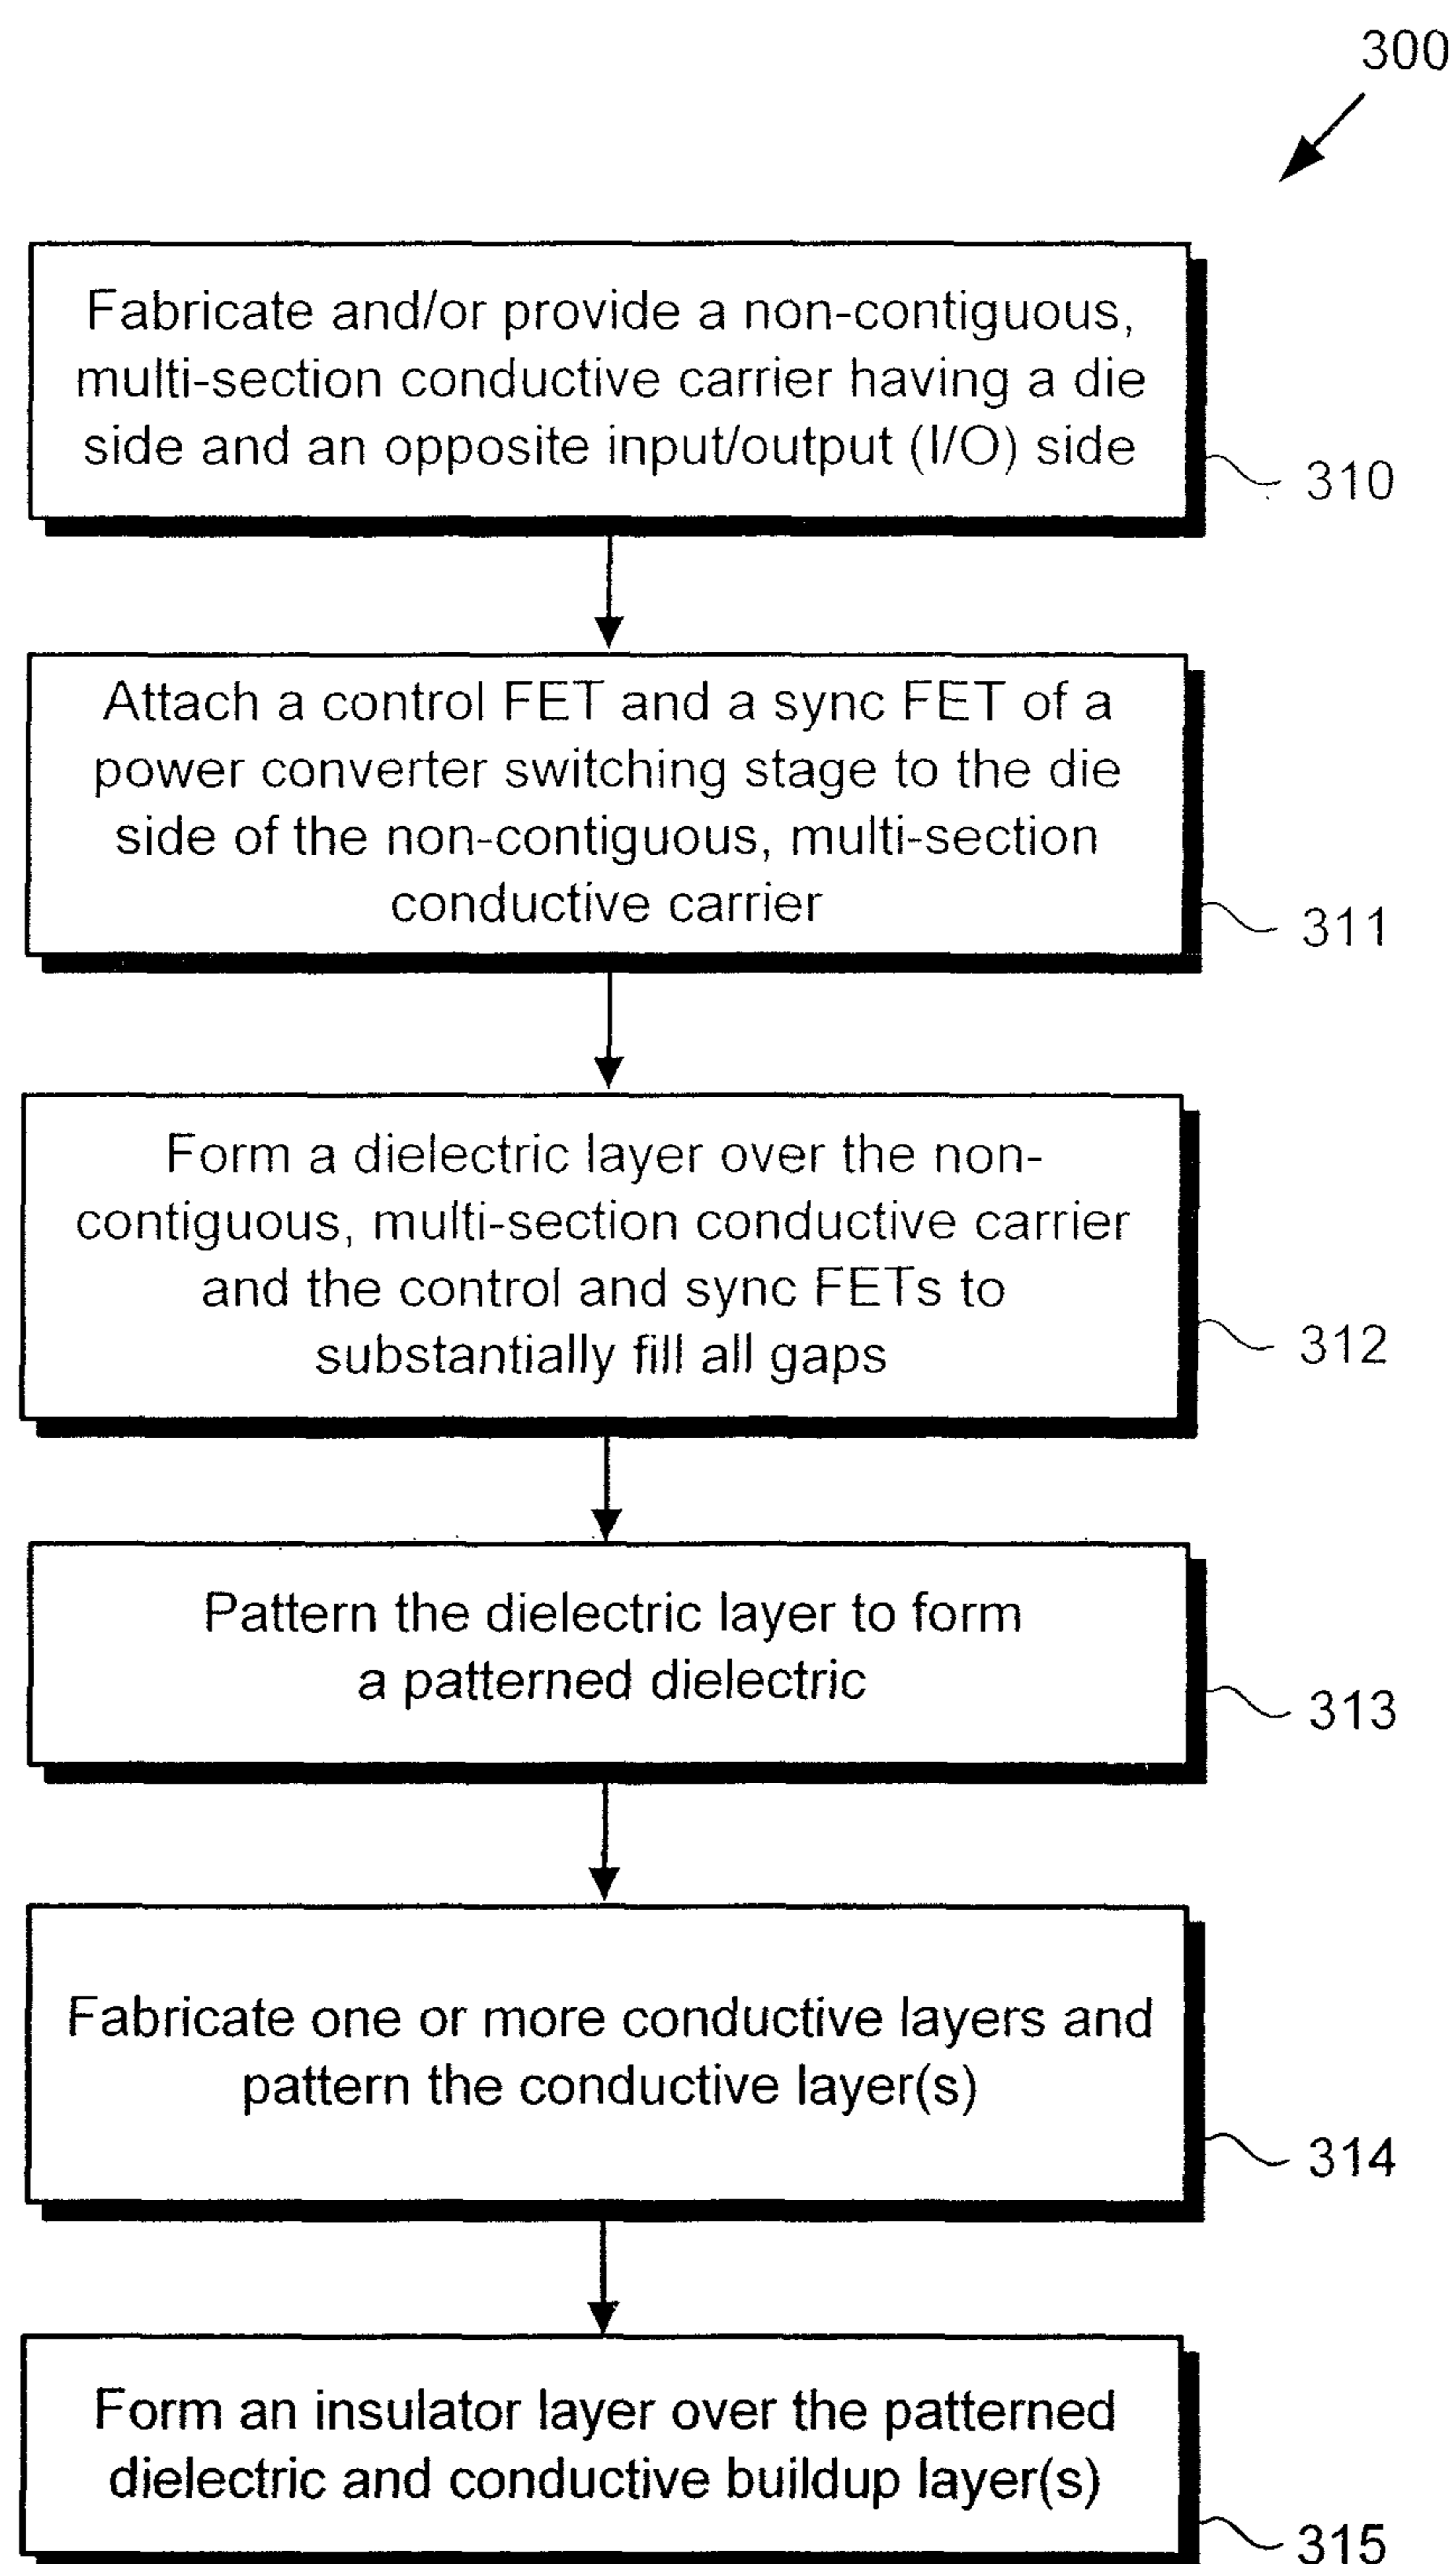 300
Fabricate and/or provide a non-contiguous,
multi-section conductive carrier having a die
side and an opposite input/output (I/O) side
310
Attach a control FET and a sync FET of a
power converter switching stage to the die
side of the non-contiguous, multi-section
conductive carrier
311
Form a dielectric layer over the non-
contiguous, multi-section conductive carrier
and the control and sync FETs to
substantially fill all gaps
312
Pattern the dielectric layer to form
a patterned dielectric
313
Fabricate one or more conductive layers and
pattern the conductive layer(s)
314
Form an insulator layer over the patterned
dielectric and conductive buildup layer(s)
315